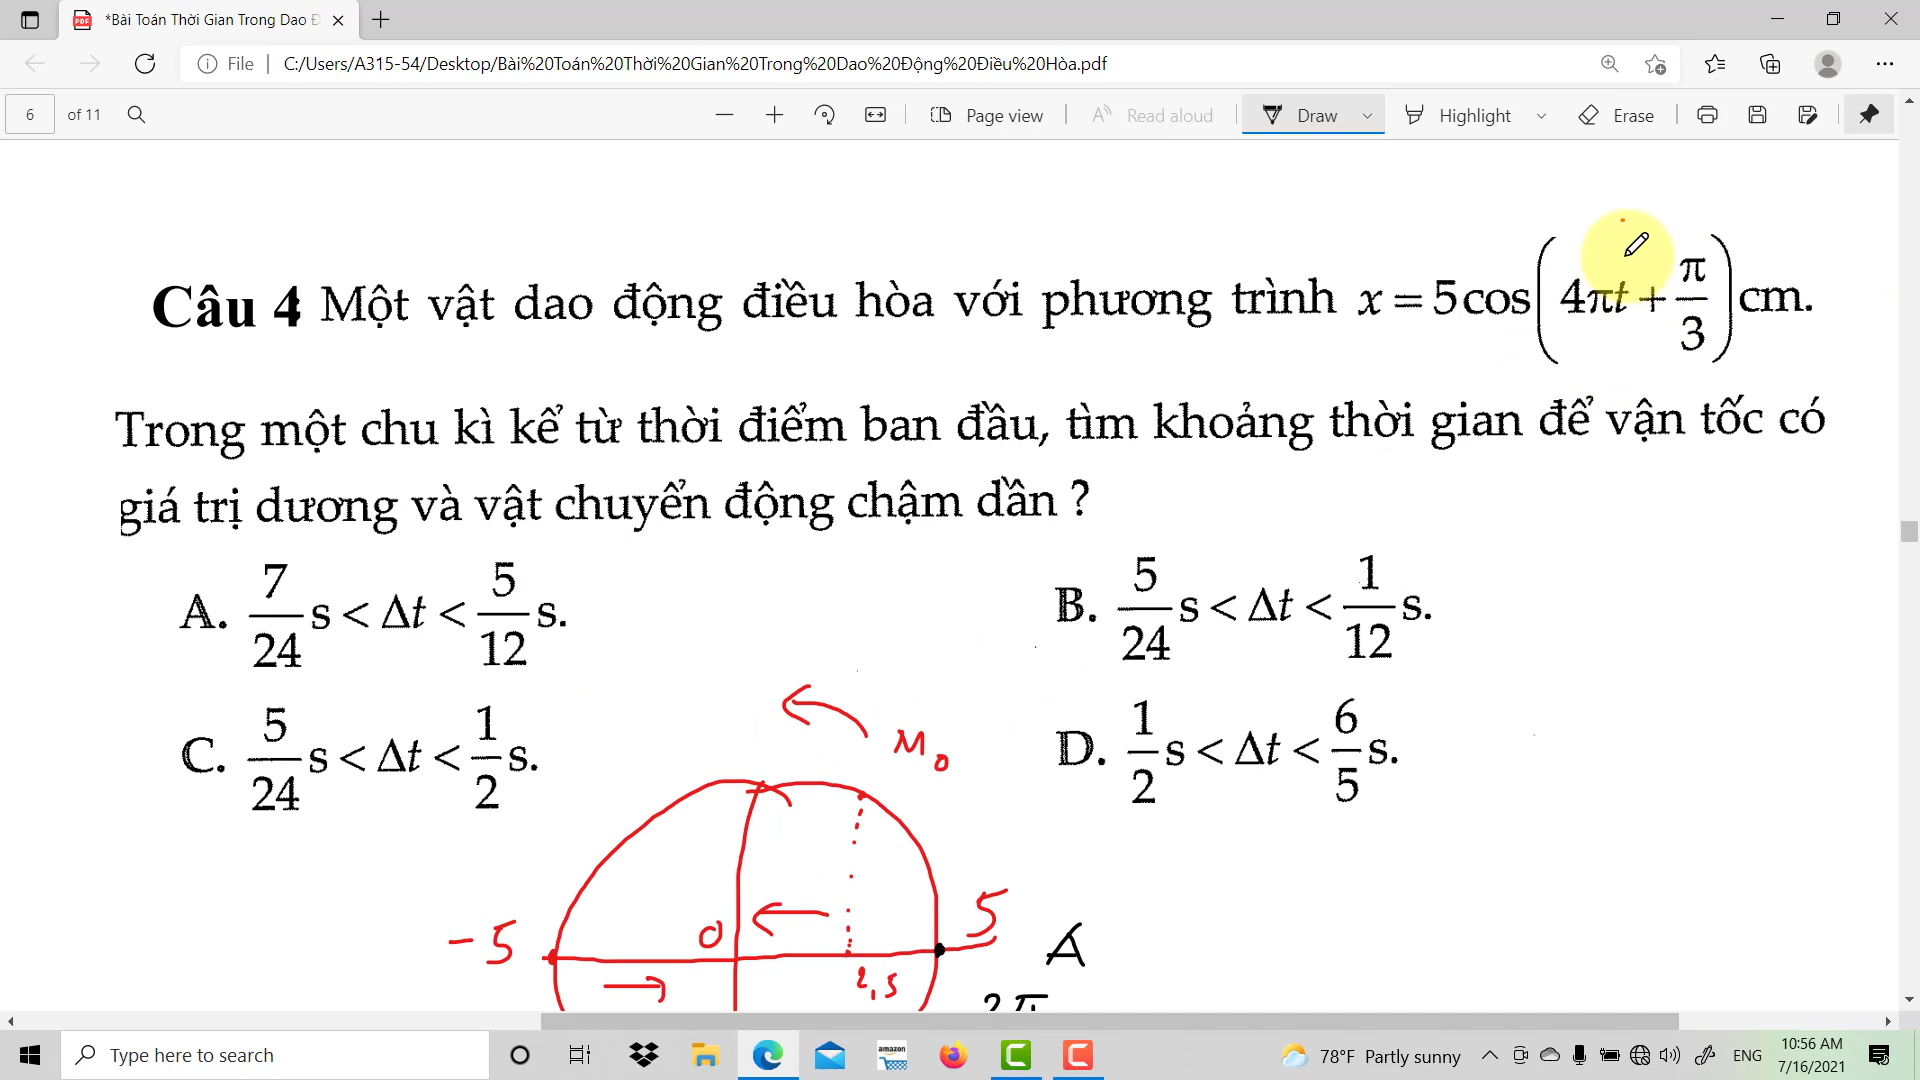 *Bài Toán Thời Gian Trong Dao Đ
File
C:/Users/A315-54/Desktop/Bài%20Toán%20Thời%20Gian%20Trong%20Dao%20Động%20Điều%20Hòa.pdf
6 of 11
Page view
Read aloud
Draw
Highlight
Erase
Câu 4 Một vật dao động điều hòa với phương trình x = 5cos(4πt + π/3) cm.
Trong một chu kì kể từ thời điểm ban đầu, tìm khoảng thời gian để vận tốc có
giá trị dương và vật chuyển động chậm dần ?
A. 7/24 s < Δt < 5/12 s.
B. 5/24 s < Δt < 1/12 s.
C. 5/24 s < Δt < 1/2 s.
D. 1/2 s < Δt < 6/5 s.
M0
-5
0
5
A
2,5
2π
Type here to search
amazon
78°F Partly sunny
ENG
10:56 AM
7/16/2021